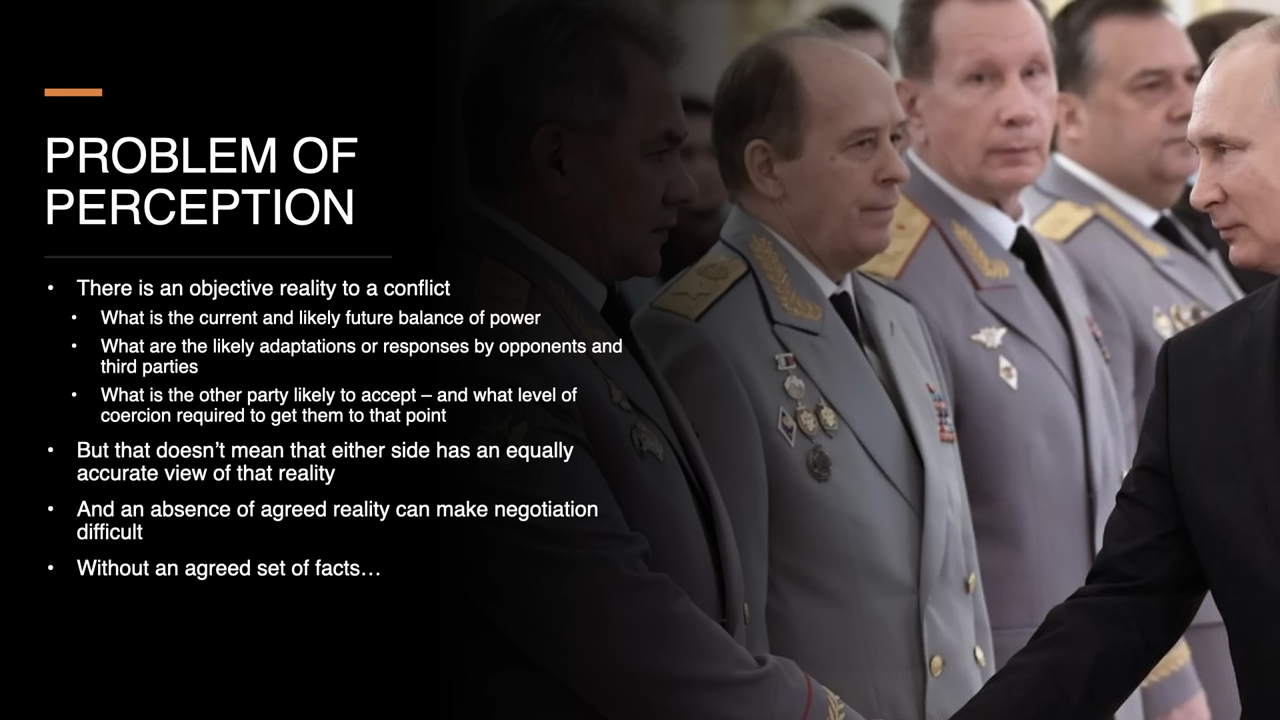 PROBLEM OF
PERCEPTION
• There is an objective reality to a conflict
• What is the current and likely future balance of power
• What are the likely adaptations or responses by opponents and
third parties
• What is the other party likely to accept – and what level of
coercion required to get them to that point
• But that doesn’t mean that either side has an equally
accurate view of that reality
• And an absence of agreed reality can make negotiation
difficult
• Without an agreed set of facts…